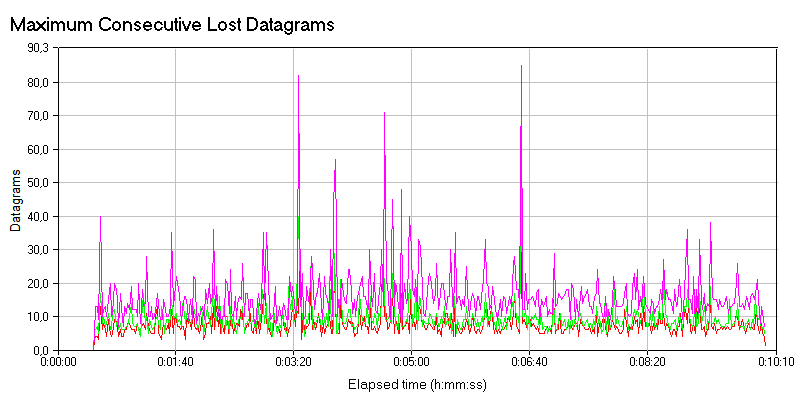 Maximum Consecutive Lost Datagrams
90,3
80,0
70,0
60,0
50,0
40,0
30,0
20,0
10,0
0,0
Datagrams
0:00:00 0:01:40 0:03:20 0:05:00 0:06:40 0:08:20 0:10:10
Elapsed time (h:mm:ss)